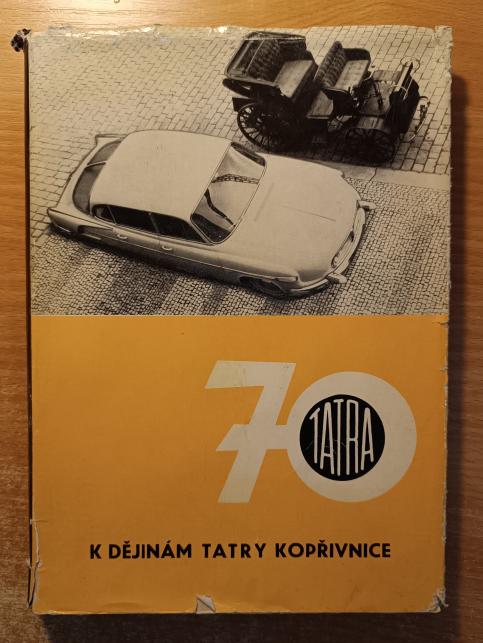 70
TATRA
K DĚJINÁM TATRY KOPŘIVNICE